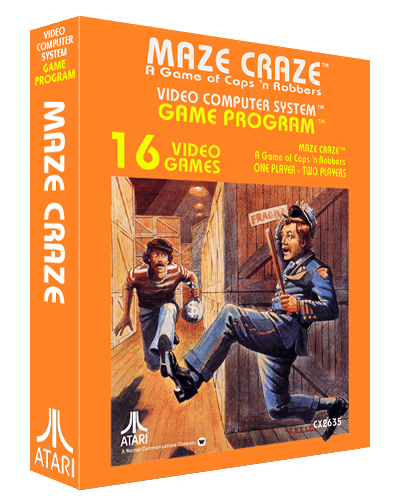 VIDEO
COMPUTER
SYSTEM
GAME
PROGRAM
MAZE CRAZE
ATARI
MAZE CRAZE™
A Game of Cops 'n Robbers
VIDEO COMPUTER SYSTEM™
GAME PROGRAM™
16 VIDEO
GAMES
MAZE CRAZE™
A Game of Cops 'n Robbers
ONE PLAYER - TWO PLAYERS
FRAGILE
$
ATARI
A Warner Communications Company
CX2635